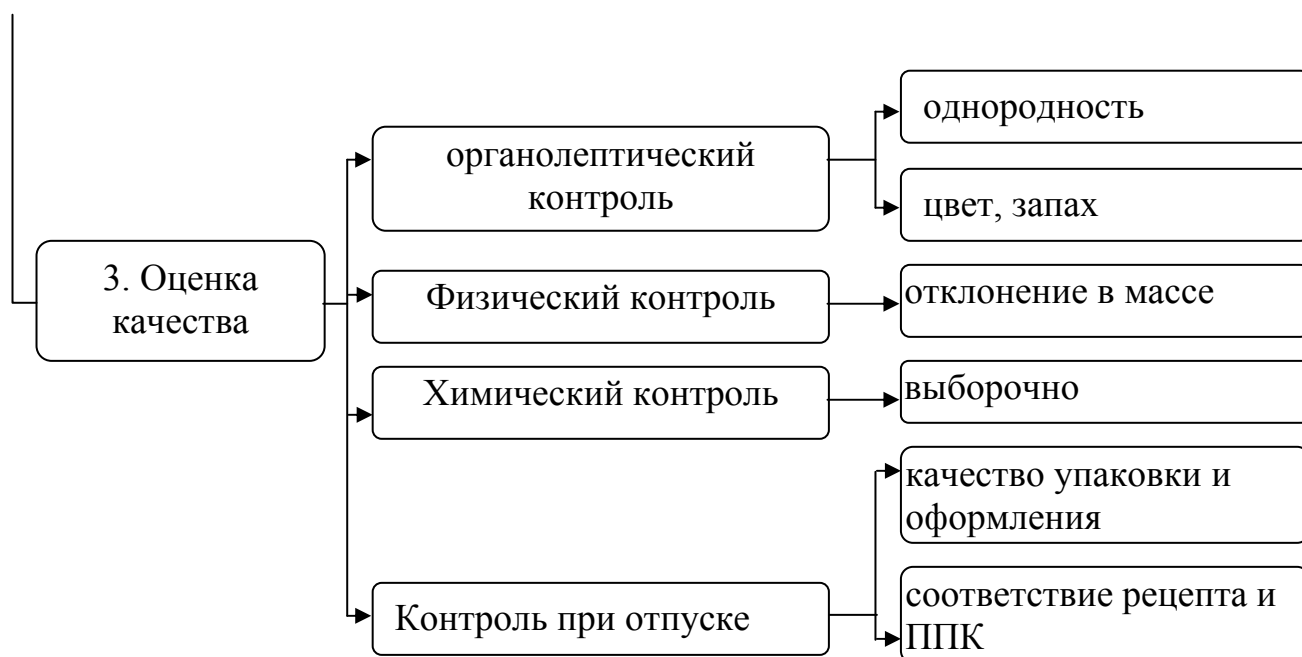 3. Оценка
качества
органолептический
контроль
однородность
цвет, запах
Физический контроль
отклонение в массе
Химический контроль
выборочно
Контроль при отпуске
качество упаковки и
оформления
соответствие рецепта и
ППК